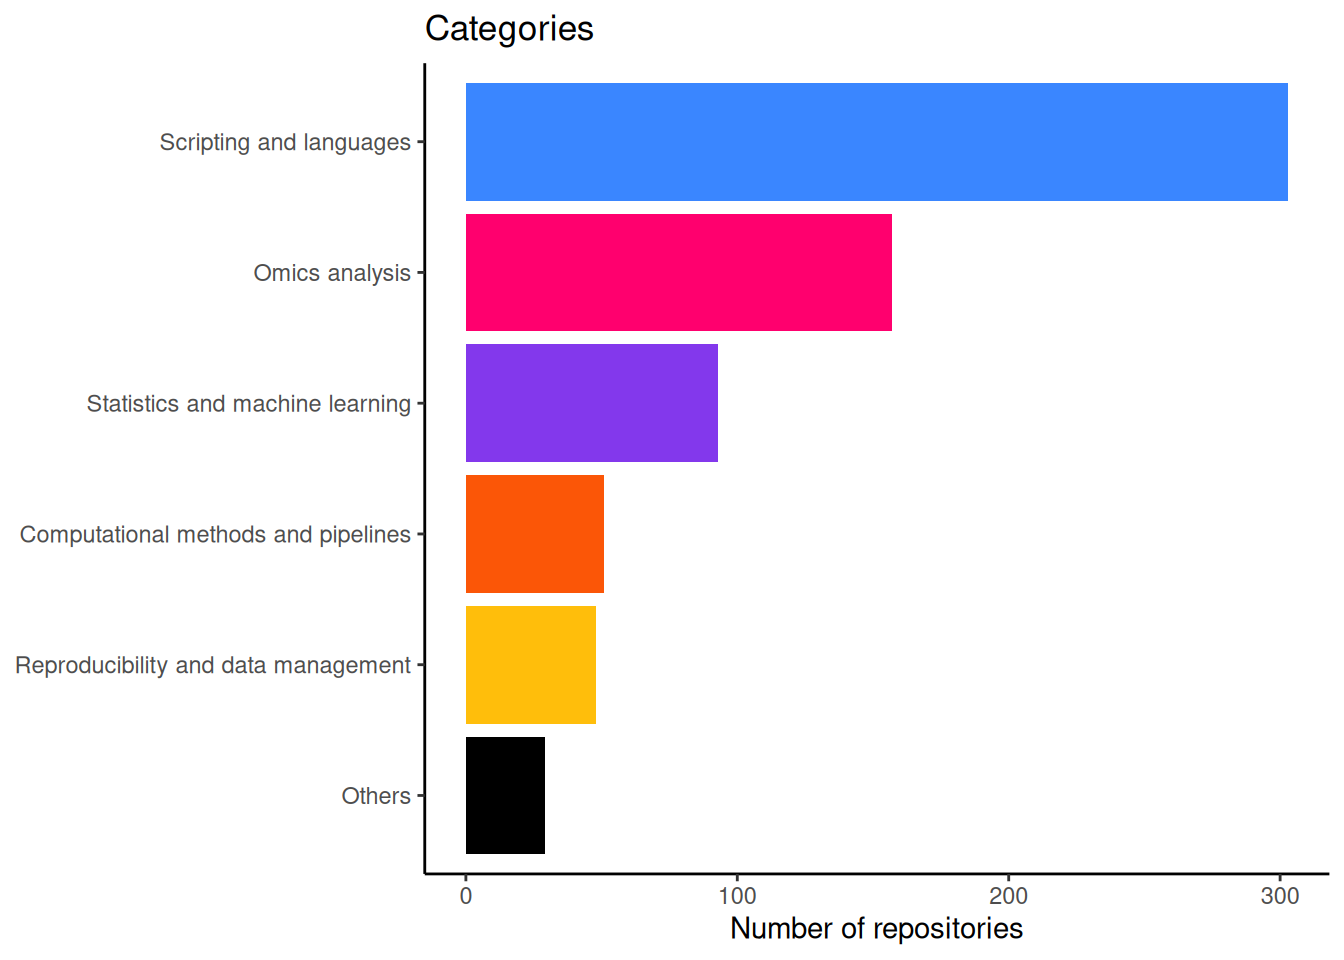 Categories
Scripting and languages
Omics analysis
Statistics and machine learning
Computational methods and pipelines
Reproducibility and data management
Others
0 100 200 300
Number of repositories